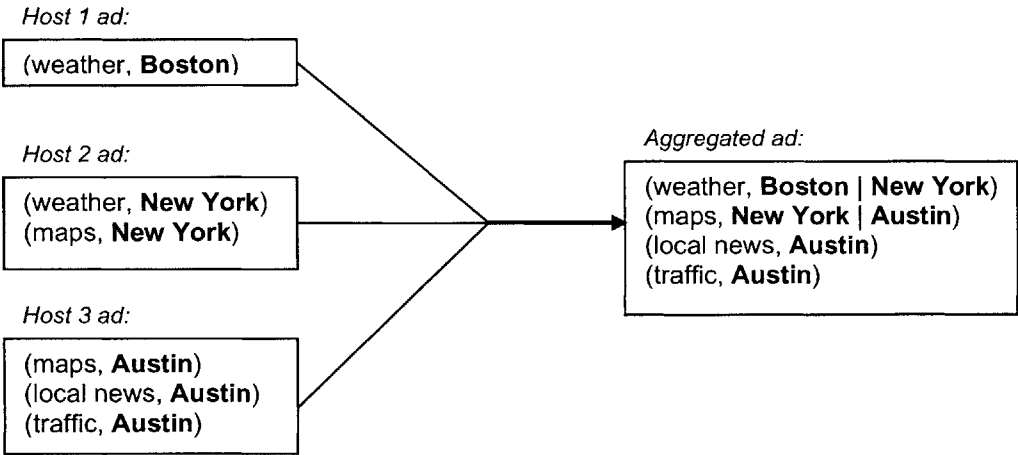 Host 1 ad:
(weather, Boston)
Host 2 ad:
(weather, New York)
(maps, New York)
Host 3 ad:
(maps, Austin)
(local news, Austin)
(traffic, Austin)
Aggregated ad:
(weather, Boston | New York)
(maps, New York | Austin)
(local news, Austin)
(traffic, Austin)